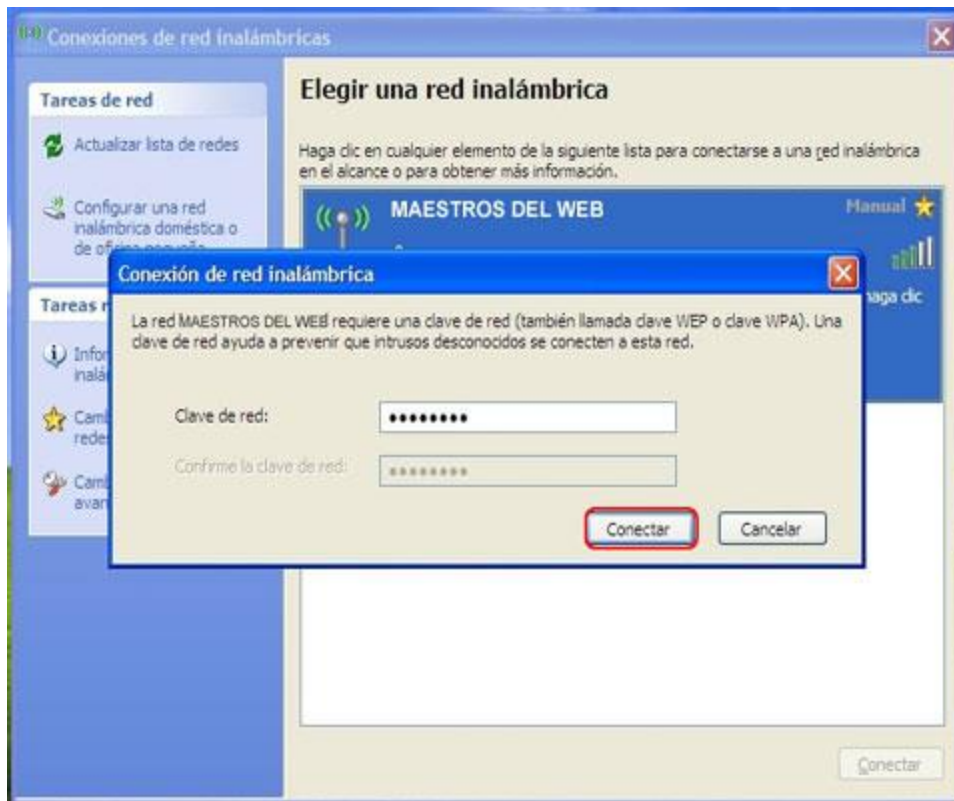 Conexiones de red inalámbricas
Tareas de red
Actualizar lista de redes
Configurar una red
inalámbrica doméstica o
de
Tareas
Elegir una red inalámbrica
Haga clic en cualquier elemento de la siguiente lista para conectarse a una red inalámbrica
en el alcance o para obtener más información.
MAESTROS DEL WEB
Manual
haga clic
Conexión de red inalámbrica
La red MAESTROS DEL WEB requiere una clave de red (también llamada clave WEP o clave WPA). Una
clave de red ayuda a prevenir que intrusos desconocidos se conecten a esta red.
Clave de red:
Confirme la clave de red:
Conectar
Cancelar
Conectar